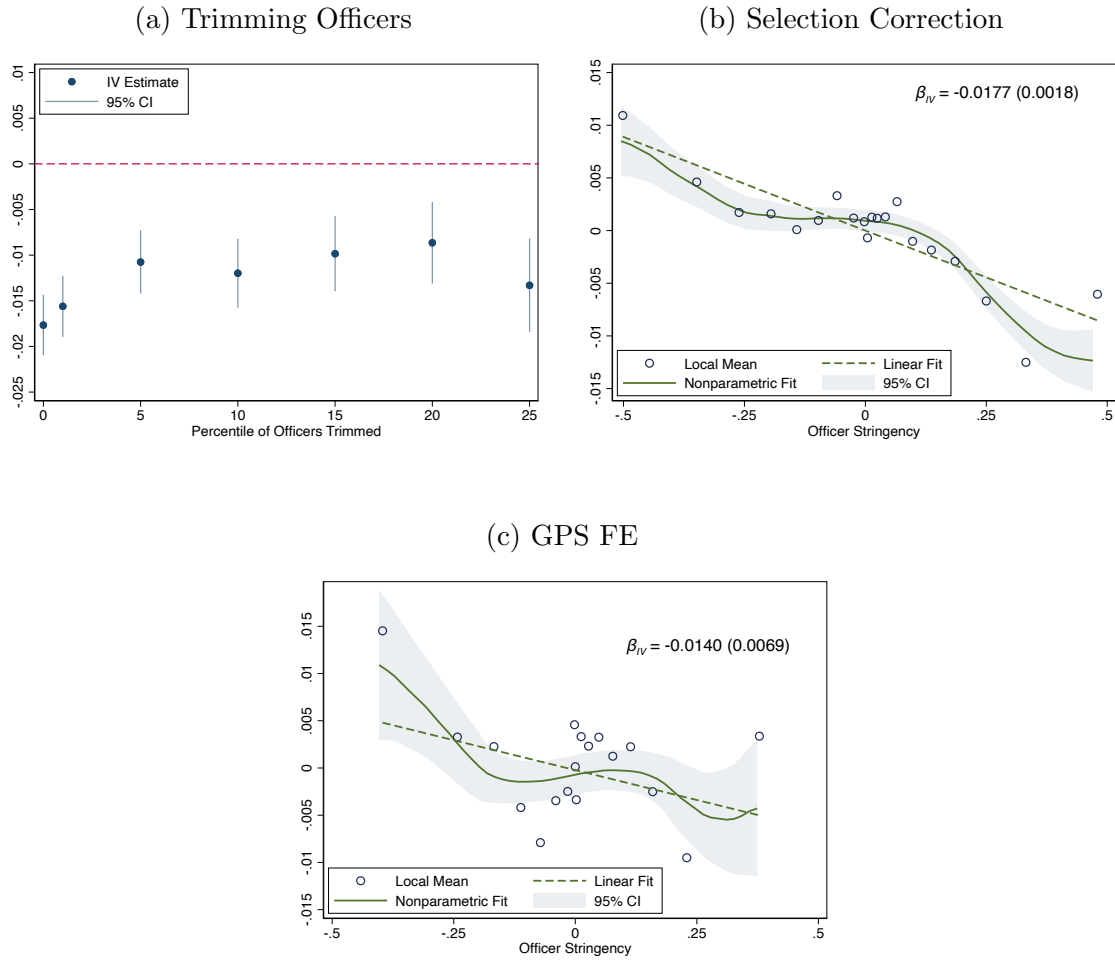 (a) Trimming Officers
.01
.005
0
-.005
-.01
-.015
-.02
-.025
IV Estimate
95% CI
0 5 10 15 20 25
Percentile of Officers Trimmed
(b) Selection Correction
.015
.01
.005
0
-.005
-.01
-.015
β_IV = -0.0177 (0.0018)
Local Mean Linear Fit
Nonparametric Fit 95% CI
-.5 -.25 0 .25 .5
Officer Stringency
(c) GPS FE
.015
.01
.005
0
-.005
-.01
-.015
β_IV = -0.0140 (0.0069)
Local Mean Linear Fit
Nonparametric Fit 95% CI
-.5 -.25 0 .25 .5
Officer Stringency